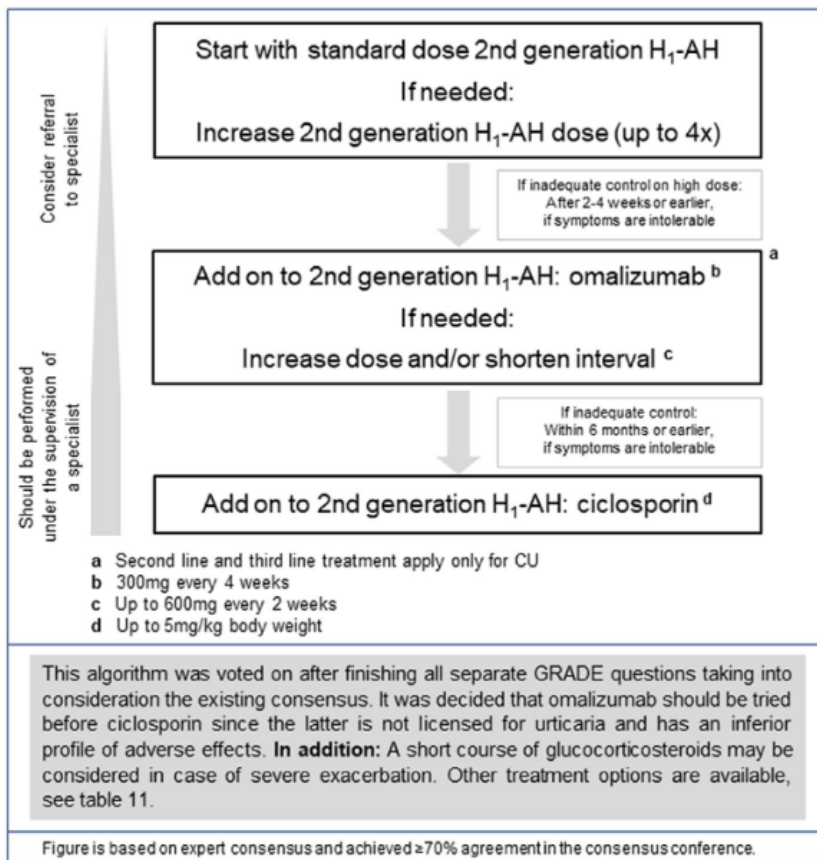 Consider referral
to specialist
Should be performed
under the supervision of
a specialist
Start with standard dose 2nd generation H₁-AH
If needed:
Increase 2nd generation H₁-AH dose (up to 4x)
If inadequate control on high dose:
After 2-4 weeks or earlier,
if symptoms are intolerable
a
Add on to 2nd generation H₁-AH: omalizumab b
If needed:
Increase dose and/or shorten interval c
If inadequate control:
Within 6 months or earlier,
if symptoms are intolerable
Add on to 2nd generation H₁-AH: ciclosporin d
a Second line and third line treatment apply only for CU
b 300mg every 4 weeks
c Up to 600mg every 2 weeks
d Up to 5mg/kg body weight
This algorithm was voted on after finishing all separate GRADE questions taking into
consideration the existing consensus. It was decided that omalizumab should be tried
before ciclosporin since the latter is not licensed for urticaria and has an inferior
profile of adverse effects. In addition: A short course of glucocorticosteroids may be
considered in case of severe exacerbation. Other treatment options are available,
see table 11.
Figure is based on expert consensus and achieved ≥70% agreement in the consensus conference.